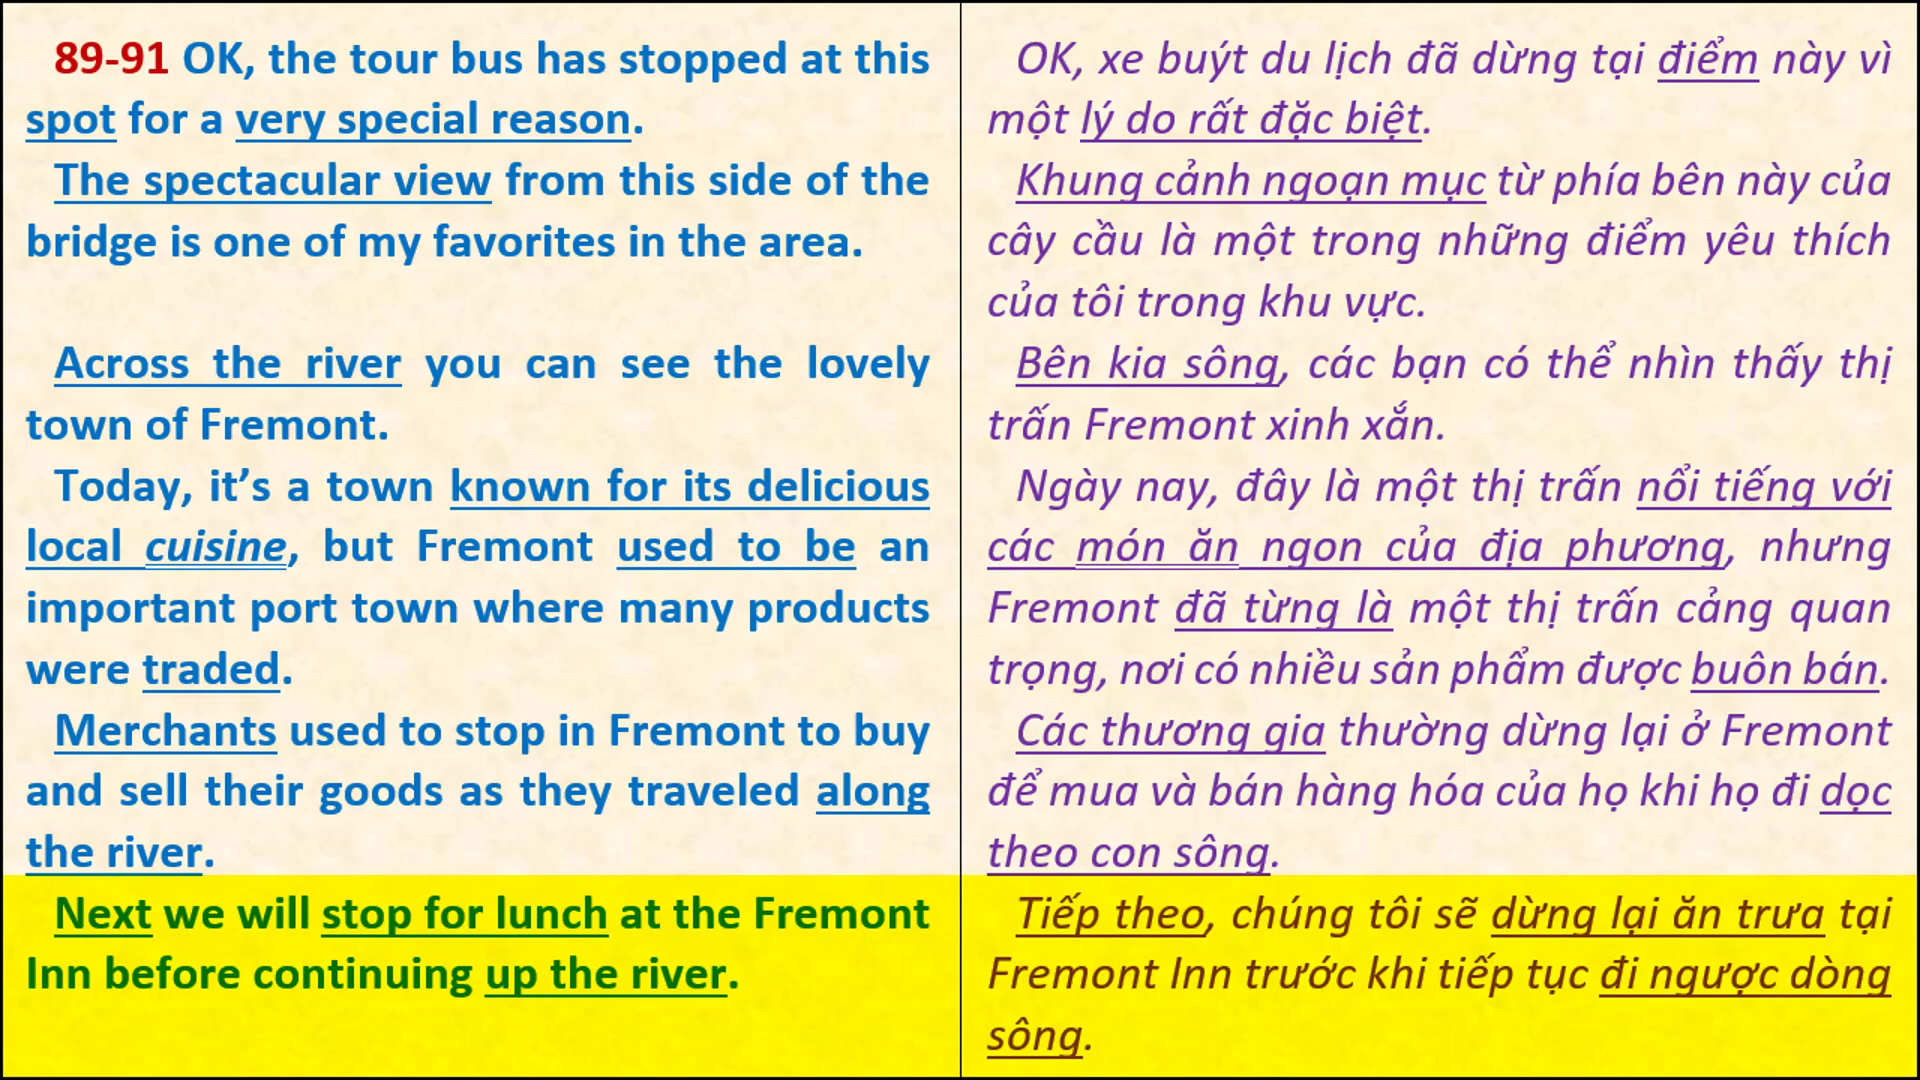 89-91 OK, the tour bus has stopped at this
spot for a very special reason.
The spectacular view from this side of the
bridge is one of my favorites in the area.
Across the river you can see the lovely
town of Fremont.
Today, it's a town known for its delicious
local cuisine, but Fremont used to be an
important port town where many products
were traded.
Merchants used to stop in Fremont to buy
and sell their goods as they traveled along
the river.
Next we will stop for lunch at the Fremont
Inn before continuing up the river.
OK, xe buýt du lịch đã dừng tại điểm này vì
một lý do rất đặc biệt.
Khung cảnh ngoạn mục từ phía bên này của
cây cầu là một trong những điểm yêu thích
của tôi trong khu vực.
Bên kia sông, các bạn có thể nhìn thấy thị
trấn Fremont xinh xắn.
Ngày nay, đây là một thị trấn nổi tiếng với
các món ăn ngon của địa phương, nhưng
Fremont đã từng là một thị trấn cảng quan
trọng, nơi có nhiều sản phẩm được buôn bán.
Các thương gia thường dừng lại ở Fremont
để mua và bán hàng hóa của họ khi họ đi dọc
theo con sông.
Tiếp theo, chúng tôi sẽ dừng lại ăn trưa tại
Fremont Inn trước khi tiếp tục đi ngược dòng
sông.